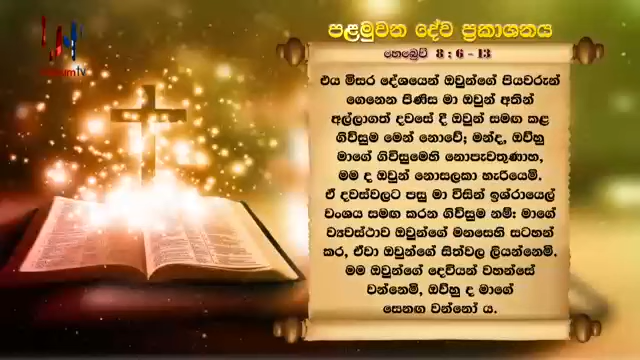 පළමුවන දේව ප්‍රකාශනය
හෙබ්‍රෙව් 8 : 6 - 13
එය මිසර දේශයෙන් ඔවුන්ගේ පියවරුන්
ගෙනෙන පිණිස මා ඔවුන් අතින්
අල්ලාගත් දවසේ දී ඔවුන් සමඟ කළ
ගිවිසුම මෙන් නොවේ; මන්ද, ඔව්හු
මාගේ ගිවිසුමෙහි නොපැවතුණාහ,
මම ද ඔවුන් නොසලකා හැරියෙමි.
ඒ දවස්වලට පසු මා විසින් ඉශ්රායෙල්
වංශය සමඟ කරන ගිවිසුම නම්: මාගේ
ව්‍යවස්ථාව ඔවුන්ගේ මනසෙහි සටහන්
කර, ඒවා ඔවුන්ගේ සිත්වල ලියන්නෙමි.
මම ඔවුන්ගේ දෙවියන් වහන්සේ
වන්නෙමි, ඔව්හු ද මාගේ
සෙනඟ වන්නෝ ය.